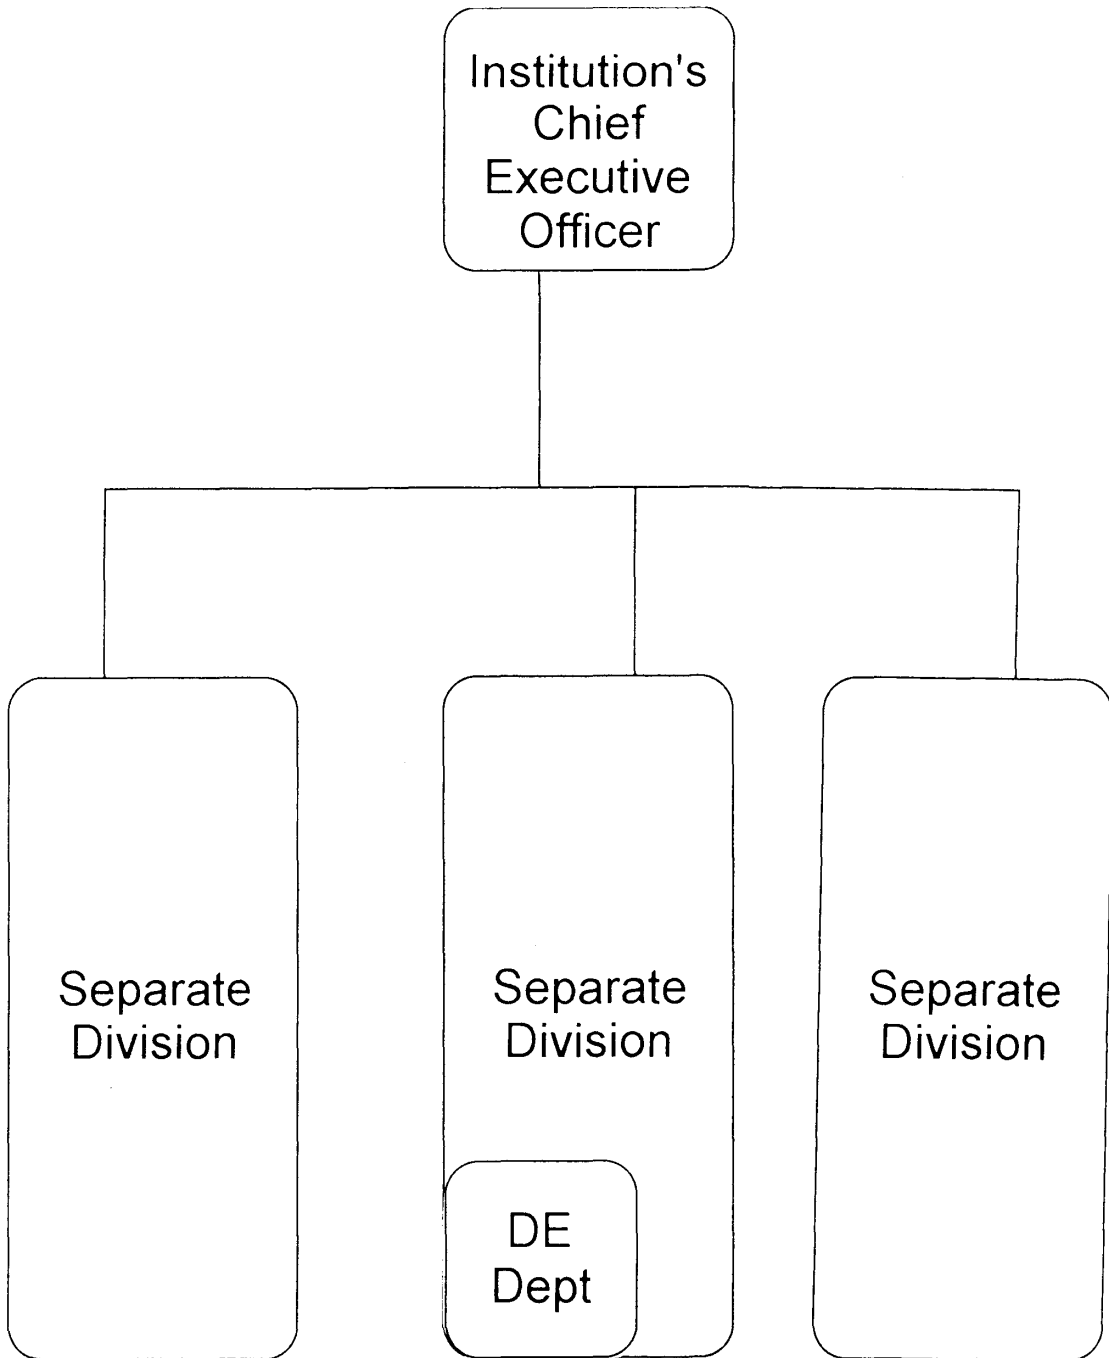 Institution's
Chief
Executive
Officer
Separate
Division
Separate
Division
Separate
Division
DE
Dept